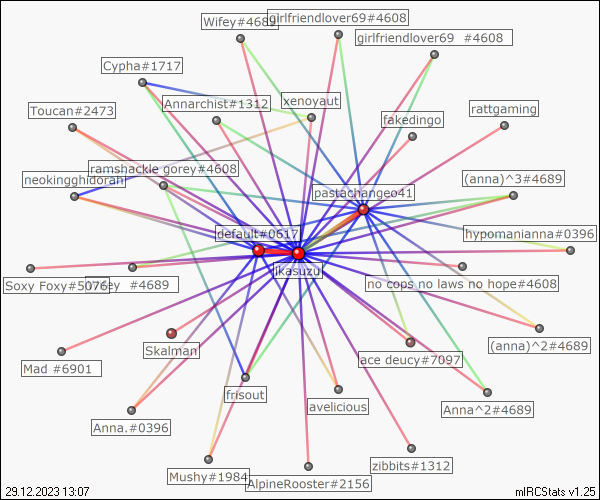 Wifey#4689
girlfriendlover69#4608
girlfriendlover69 #4608
Cypha#1717
xenoyaut
Annarchist#1312
rattgaming
Toucan#2473
fakedingo
ramshackle gorey#4608
neokingghidorah
(anna)^3#4689
pastachangeo41
default#0617
hypomanianna#0396
ikasuzu
Soxy Foxy#5076
#4689
no cops no laws no hope#4608
Skalman
(anna)^2#4689
Mad #6901
ace deucy#7097
frisout
avelicious
Anna^2#4689
Anna.#0396
zibbits#1312
Mushy#1984
AlpineRooster#2156
29.12.2023 13:07
mIRCStats v1.25